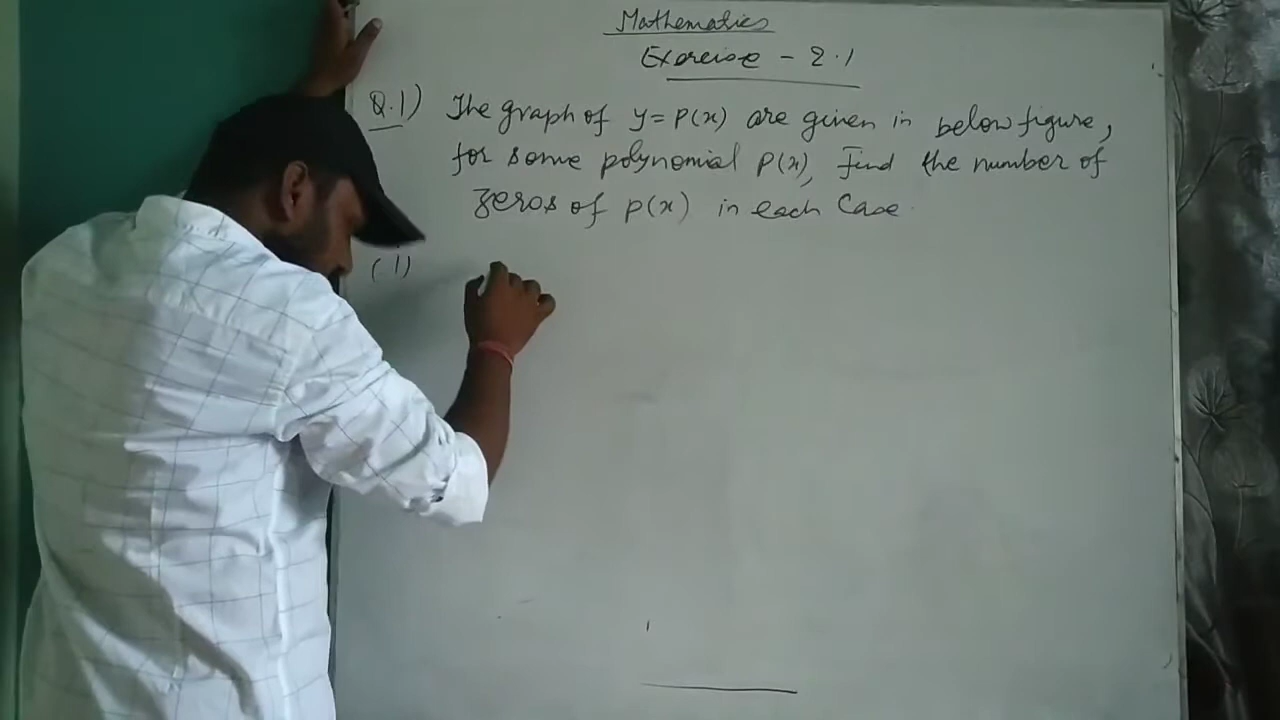 Mathematics
Exercise - 2.1
Q.1) The graph of y=P(x) are given in below figure,
for some polynomial P(x), Find the number of
zeros of p(x) in each Case.
(i)